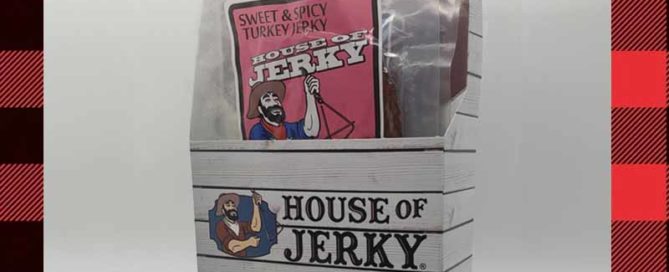 SWEET & SPICY
TURKEY JERKY
HOUSE OF
JERKY
HOUSE OF
JERKY®